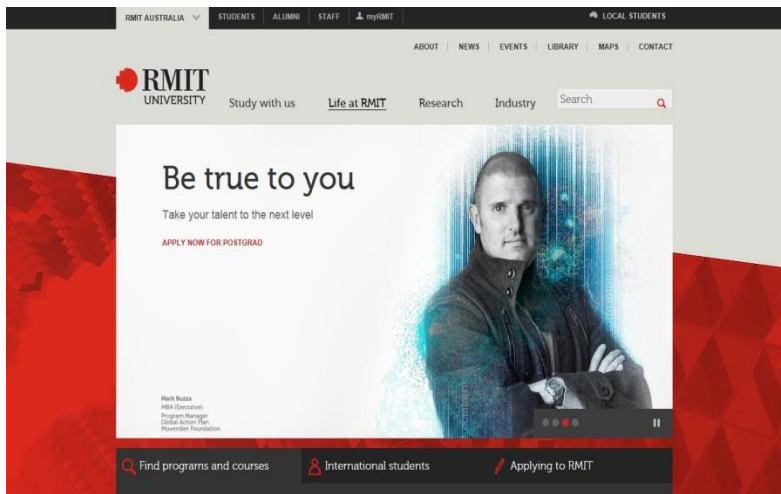 RMIT AUSTRALIA
STUDENTS
ALUMNI
STAFF
myRMIT
LOCAL STUDENTS
ABOUT
NEWS
EVENTS
LIBRARY
MAPS
CONTACT
RMIT
UNIVERSITY
Study with us
Life at RMIT
Research
Industry
Search
Be true to you
Take your talent to the next level
APPLY NOW FOR POSTGRAD
Mark Buzza
MBA (Executive)
Program Manager
Global Action Plan
Movember Foundation
Find programs and courses
International students
Applying to RMIT